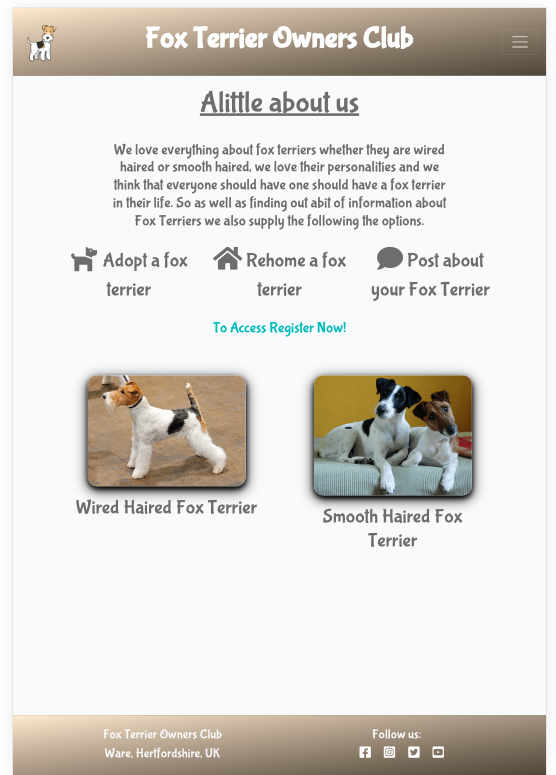 Fox Terrier Owners Club
Alittle about us
We love everything about fox terriers whether they are wired
haired or smooth haired, we love their personalities and we
think that everyone should have one should have a fox terrier
in their life. So as well as finding out abit of information about
Fox Terriers we also supply the following the options.
Adopt a fox
terrier
Rehome a fox
terrier
Post about
your Fox Terrier
To Access Register Now!
Wired Haired Fox Terrier
Smooth Haired Fox
Terrier
Fox Terrier Owners Club
Ware, Hertfordshire, UK
Follow us: